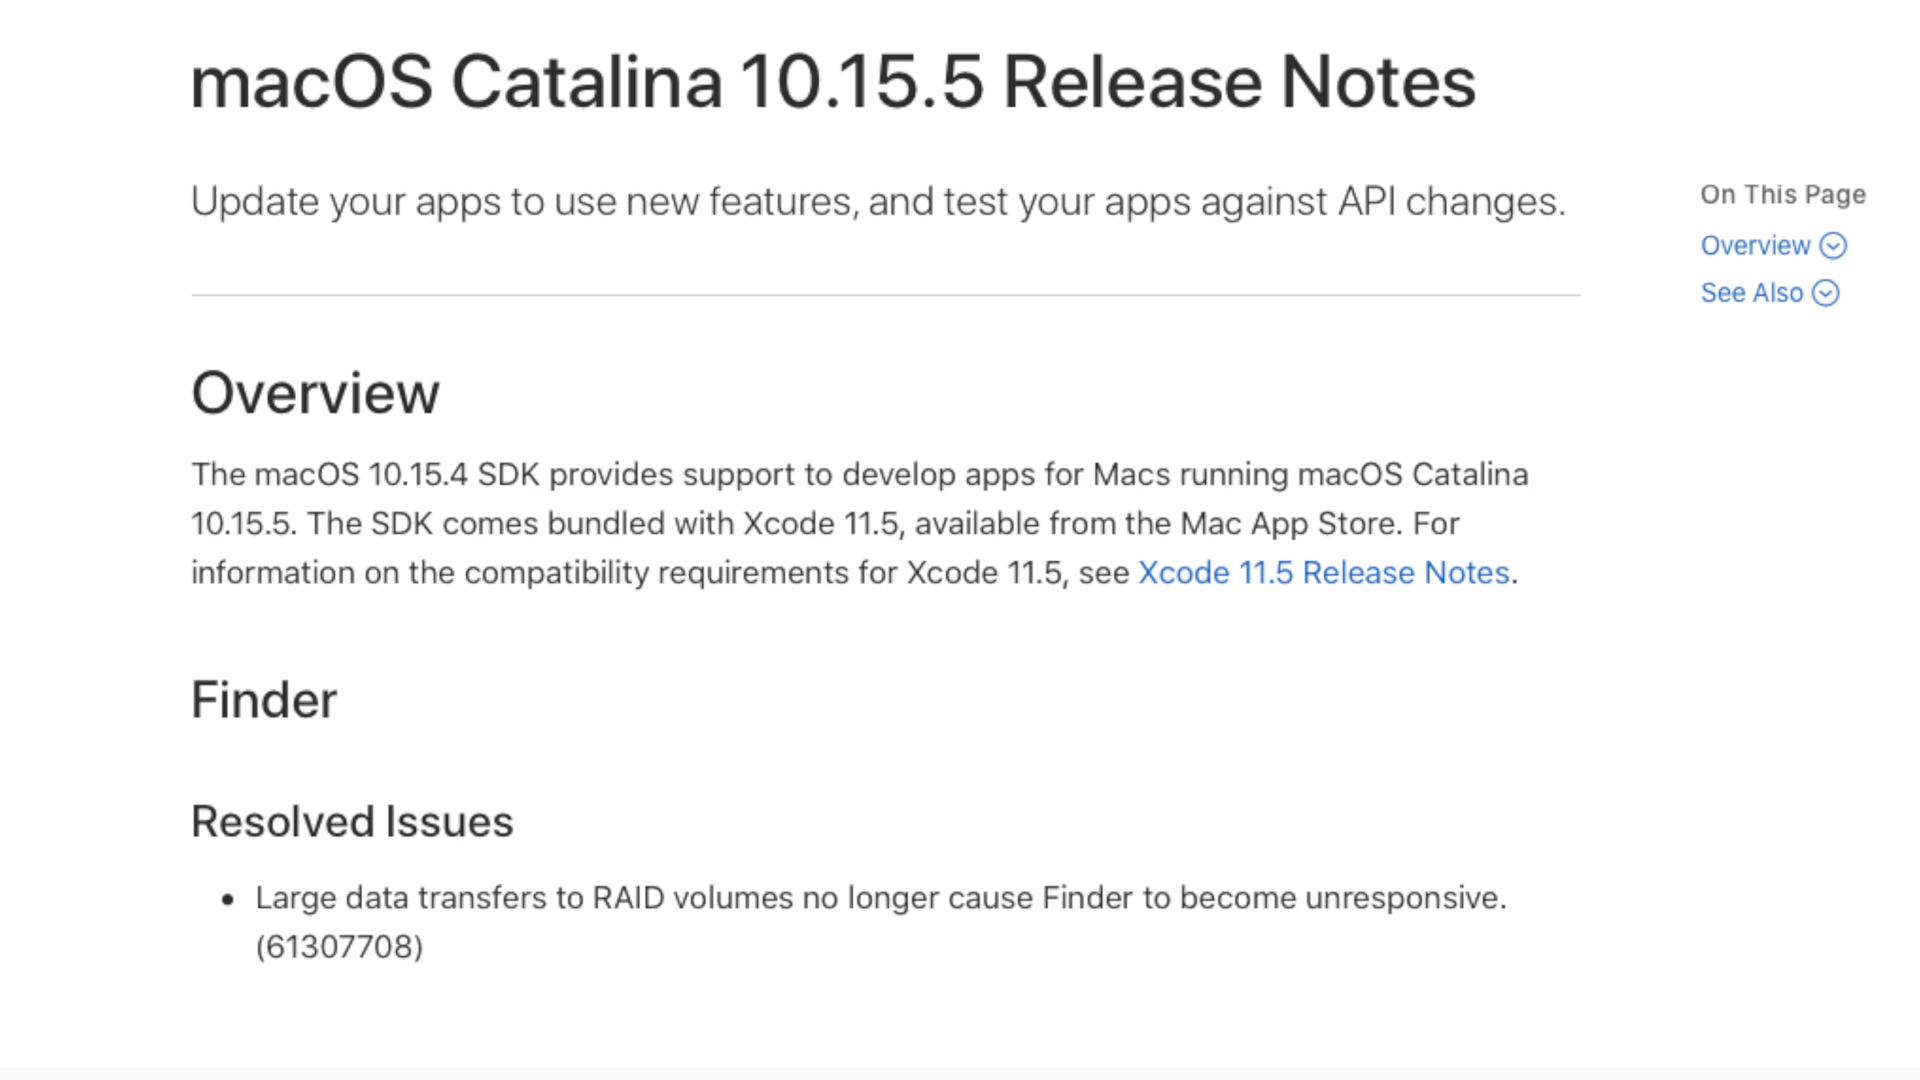 macOS Catalina 10.15.5 Release Notes
Update your apps to use new features, and test your apps against API changes.
On This Page
Overview
See Also
Overview
The macOS 10.15.4 SDK provides support to develop apps for Macs running macOS Catalina
10.15.5. The SDK comes bundled with Xcode 11.5, available from the Mac App Store. For
information on the compatibility requirements for Xcode 11.5, see Xcode 11.5 Release Notes.
Finder
Resolved Issues
• Large data transfers to RAID volumes no longer cause Finder to become unresponsive.
(61307708)